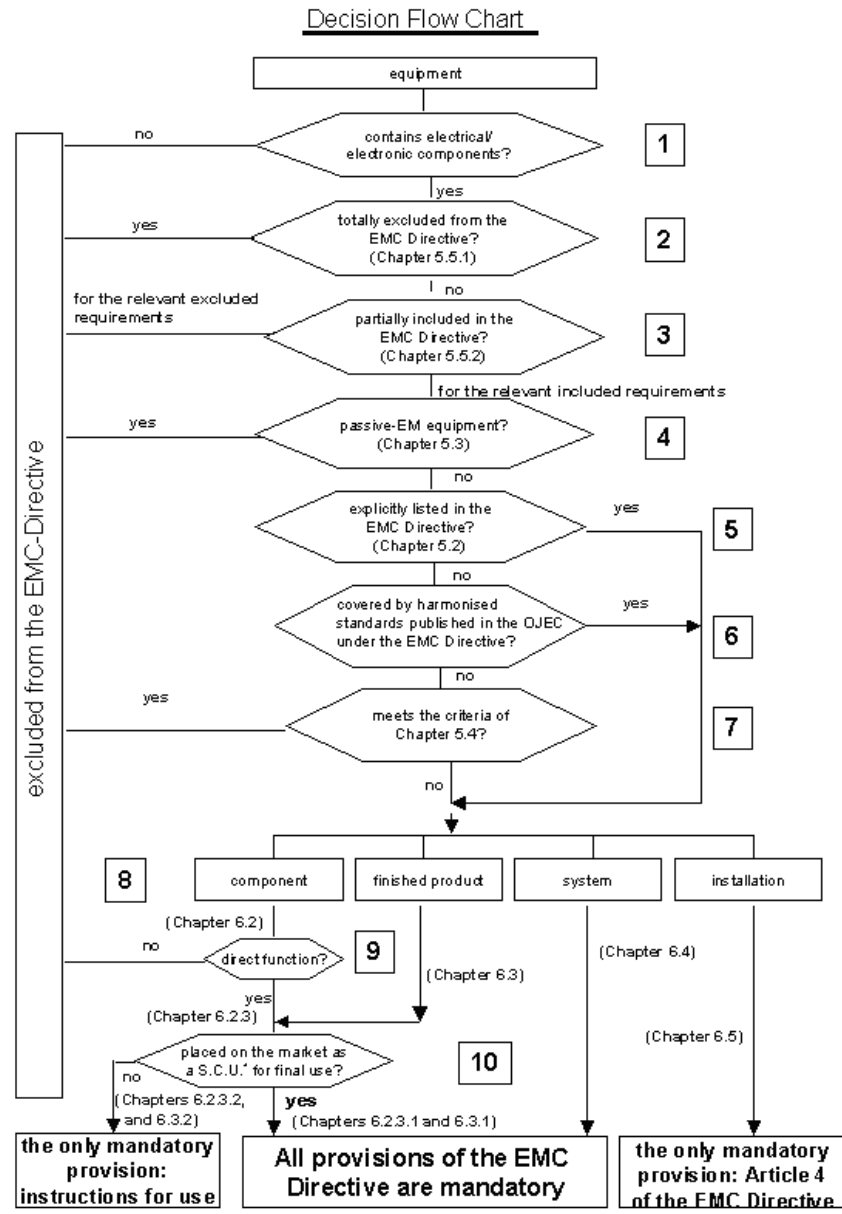 Decision Flow Chart
equipment
no
contains electrical/
electronic components?
1
yes
yes
totally excluded from the
EMC Directive?
(Chapter 5.5.1)
2
no
for the relevant excluded
requirements
partially included in the
EMC Directive?
(Chapter 5.5.2)
3
for the relevant included requirements
yes
passive-EM equipment?
(Chapter 5.3)
4
no
explicitly listed in the
EMC Directive?
(Chapter 5.2)
yes
5
no
covered by harmonised
standards published in the OJEC
under the EMC Directive?
yes
6
no
yes
meets the criteria of
Chapter 5.4?
7
no
excluded from the EMC-Directive
8
component
finished product
system
installation
(Chapter 6.2)
no
direct function?
9
(Chapter 6.3)
(Chapter 6.4)
yes
(Chapter 6.2.3)
(Chapter 6.5)
placed on the market as
a S.C.U.* for final use?
10
no
(Chapters 6.2.3.2,
and 6.3.2)
yes
(Chapters 6.2.3.1 and 6.3.1)
the only mandatory
provision:
instructions for use
All provisions of the EMC
Directive are mandatory
the only mandatory
provision: Article 4
of the EMC Directive